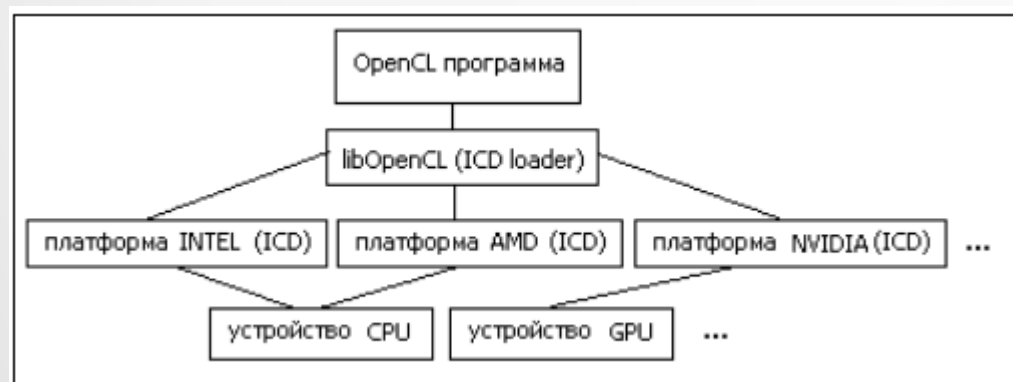 OpenCL программа
libOpenCL (ICD loader)
платформа INTEL (ICD)
платформа AMD (ICD)
платформа NVIDIA (ICD)
...
устройство CPU
устройство GPU
...